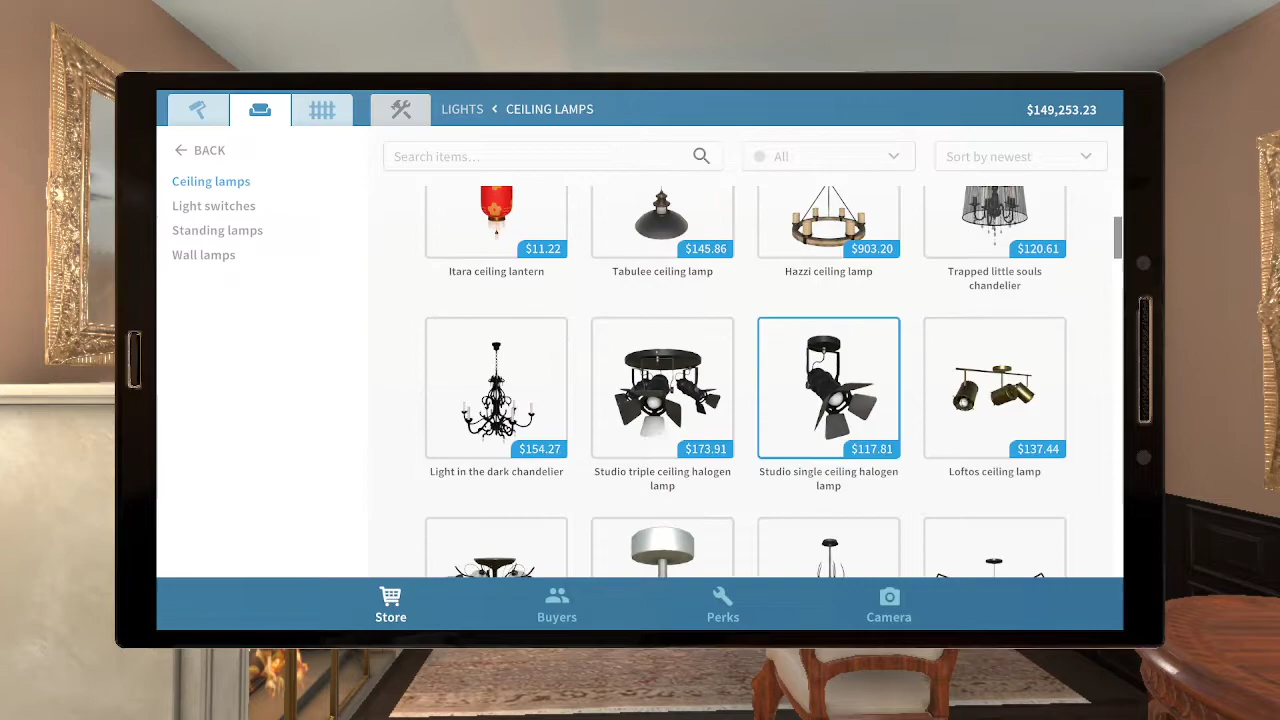 LIGHTS < CEILING LAMPS
$149,253.23
BACK
Search items...
All
Sort by newest
Ceiling lamps
Light switches
Standing lamps
Wall lamps
$11.22
$145.86
$903.20
$120.61
Itara ceiling lantern
Tabulee ceiling lamp
Hazzi ceiling lamp
Trapped little souls
chandelier
$154.27
$173.91
$117.81
$137.44
Light in the dark chandelier
Studio triple ceiling halogen
lamp
Studio single ceiling halogen
lamp
Loftos ceiling lamp
Store
Buyers
Perks
Camera